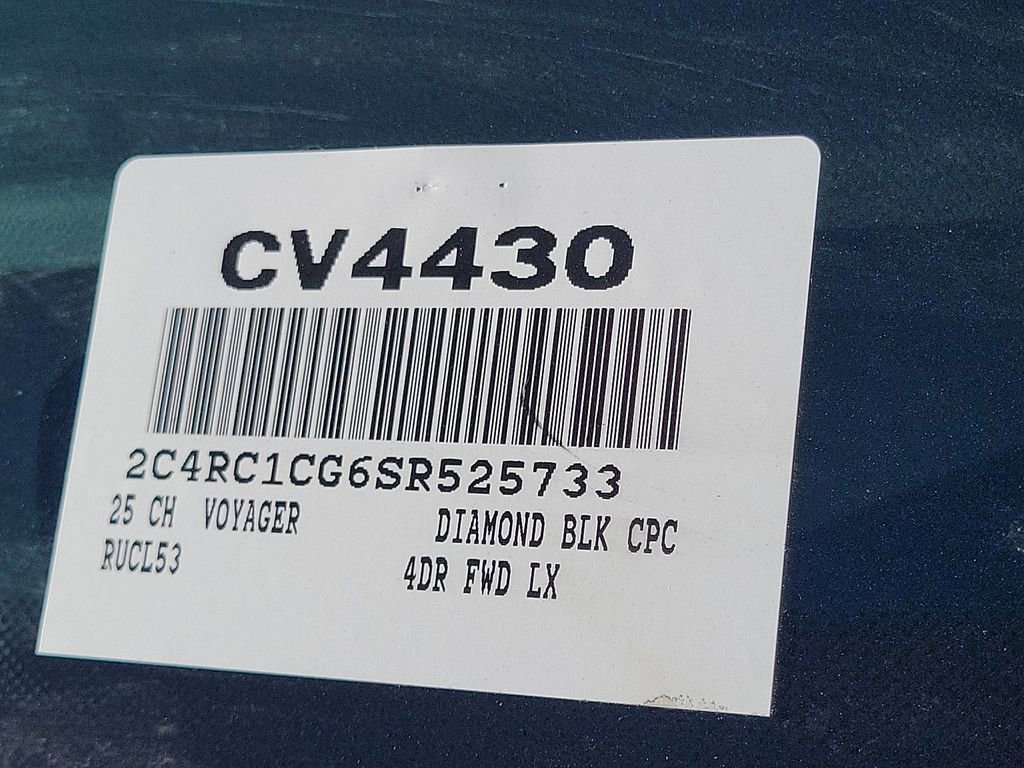 CV4430
2C4RC1CG6SR525733
25 CH VOYAGER DIAMOND BLK CPC
RUCL53 4DR FWD LX